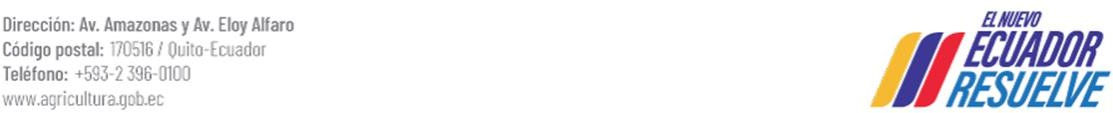 Dirección: Av. Amazonas y Av. Eloy Alfaro
Código postal: 170516 / Quito-Ecuador
Teléfono: +593-2 396-0100
www.agricultura.gob.ec
EL NUEVO
ECUADOR
RESUELVE